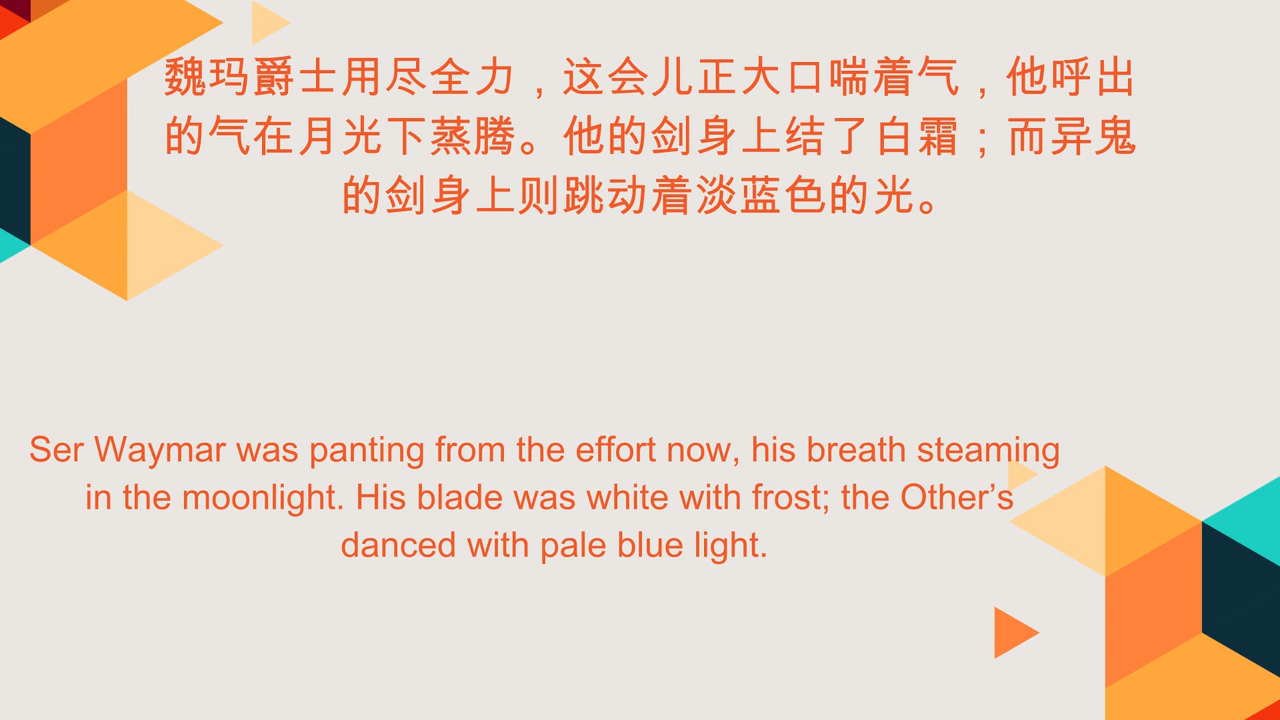 魏玛爵士用尽全力，这会儿正大口喘着气，他呼出
的气在月光下蒸腾。他的剑身上结了白霜；而异鬼
的剑身上则跳动着淡蓝色的光。
Ser Waymar was panting from the effort now, his breath steaming
in the moonlight. His blade was white with frost; the Other’s
danced with pale blue light.